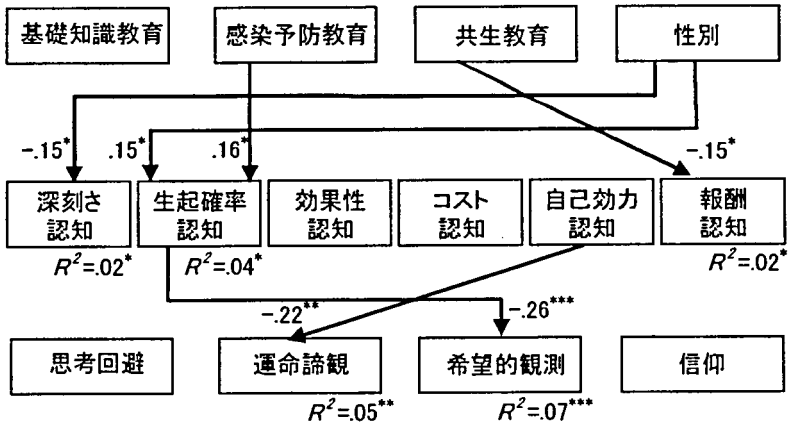 基礎知識教育 感染予防教育 共生教育 性別
-.15* .15* .16* -.15*
深刻さ 生起確率 効果性 コスト 自己効力 報酬
認知 認知 認知 認知 認知 認知
R²=.02* R²=.04* R²=.02*
-.22** -.26***
思考回避 運命諦観 希望的観測 信仰
R²=.05** R²=.07***